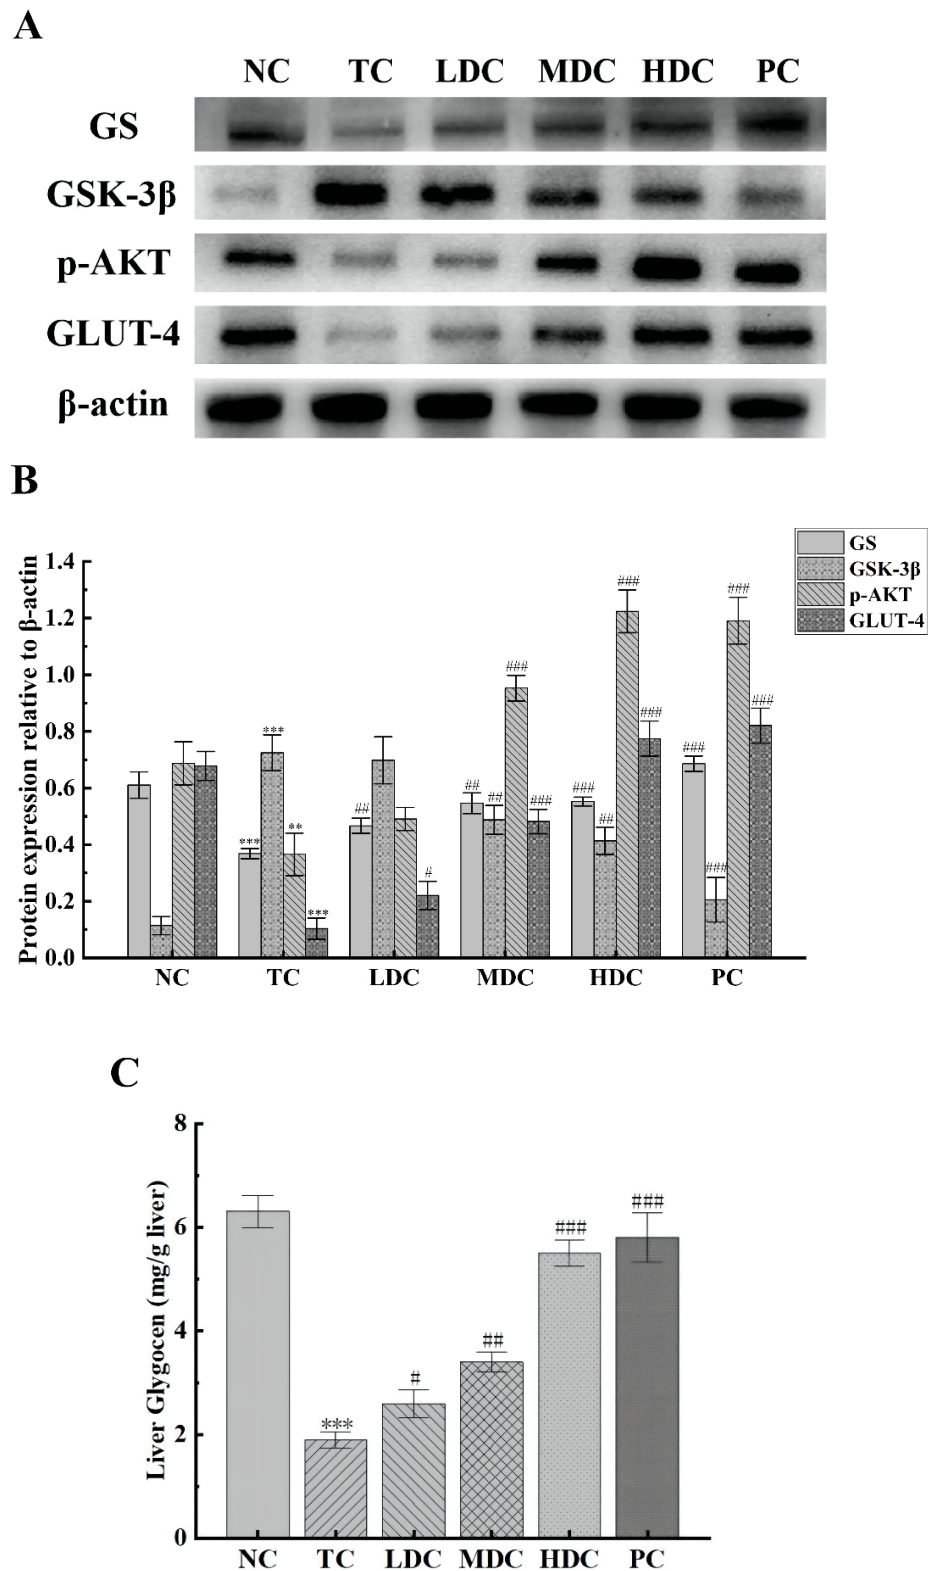 A
NC TC LDC MDC HDC PC
GS
GSK-3β
p-AKT
GLUT-4
β-actin
B
Protein expression relative to β-actin
1.4
1.2
1.0
0.8
0.6
0.4
0.2
0.0
GS
GSK-3β
p-AKT
GLUT-4
***
***
**
***
##
#
##
##
###
###
###
##
###
###
###
###
###
###
NC TC LDC MDC HDC PC
C
Liver Glygocen (mg/g liver)
8
6
4
2
0
***
#
##
###
###
NC TC LDC MDC HDC PC